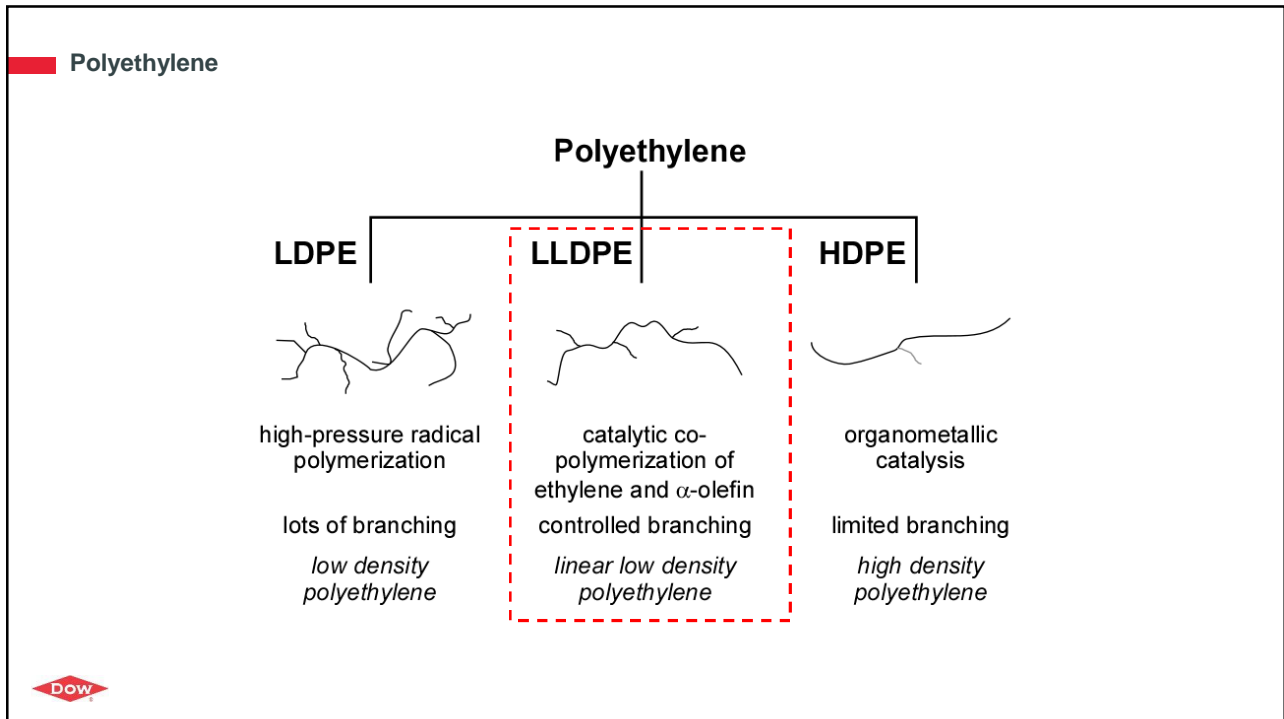 Polyethylene
Polyethylene
LDPE
LLDPE
HDPE
high-pressure radical
polymerization
catalytic co-
polymerization of
ethylene and α-olefin
organometallic
catalysis
lots of branching
controlled branching
limited branching
low density
polyethylene
linear low density
polyethylene
high density
polyethylene
Dow